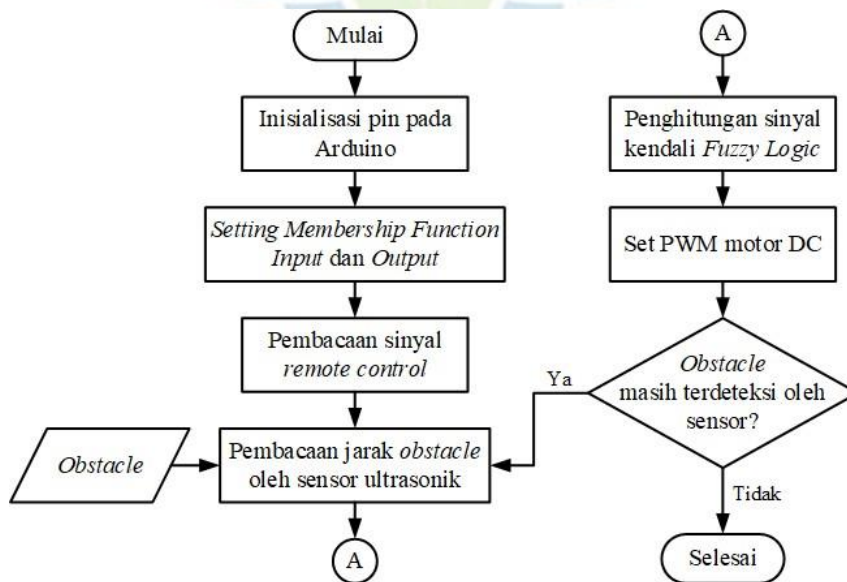 Mulai
Inisialisasi pin pada
Arduino
Setting Membership Function
Input dan Output
Pembacaan sinyal
remote control
Obstacle
Pembacaan jarak obstacle
oleh sensor ultrasonik
A
A
Penghitungan sinyal
kendali Fuzzy Logic
Set PWM motor DC
Obstacle
masih terdeteksi oleh
sensor?
Ya
Tidak
Selesai